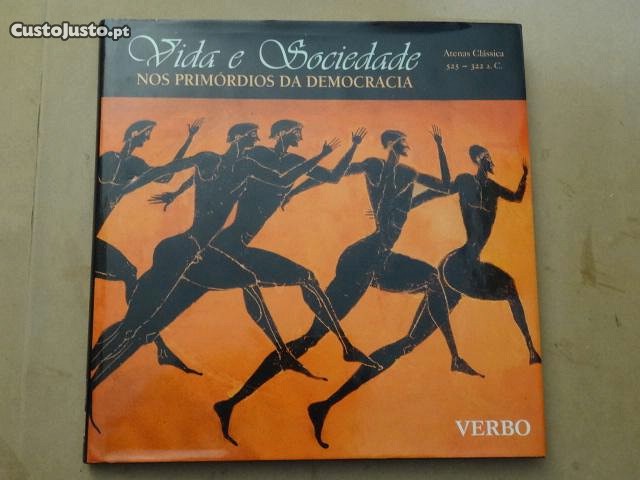 CustoJusto.pt
Vida e Sociedade
NOS PRIMÓRDIOS DA DEMOCRACIA
Atenas Clássica
525 – 322 a. C.
VERBO